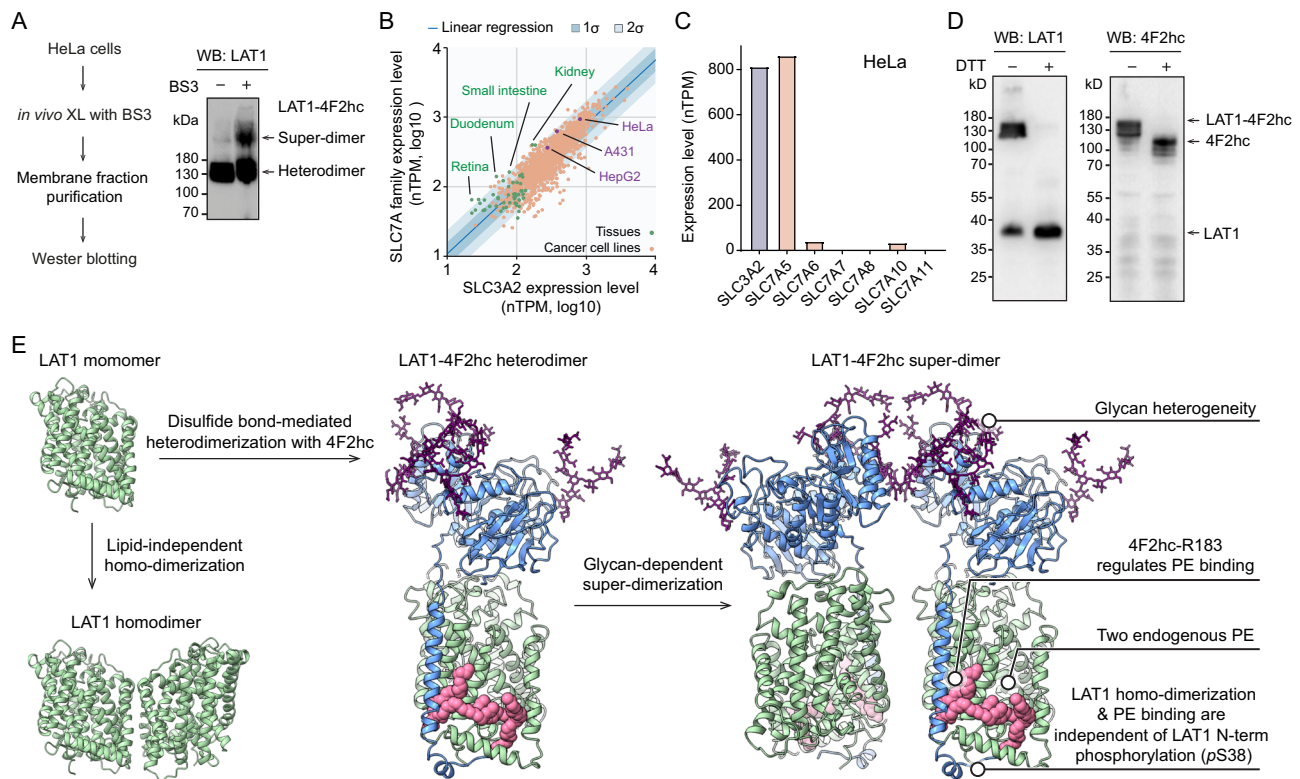 A
HeLa cells
in vivo XL with BS3
Membrane fraction
purification
Wester blotting
WB: LAT1
BS3 − +
kDa
180
130
100
70
LAT1-4F2hc
Super-dimer
Heterodimer
B
Linear regression 1σ 2σ
SLC7A family expression level
(nTPM, log10)
4
3
2
1
Kidney
Small intestine
Duodenum
Retina
HeLa
A431
HepG2
Tissues
Cancer cell lines
1 2 3 4
SLC3A2 expression level
(nTPM, log10)
C
HeLa
Expression level (nTPM)
800
600
400
200
0
SLC3A2
SLC7A5
SLC7A6
SLC7A7
SLC7A8
SLC7A10
SLC7A11
D
WB: LAT1
WB: 4F2hc
DTT − +
− +
kD
180
130
100
70
50
40
35
25
kD
180
130
100
70
50
40
35
25
LAT1-4F2hc
4F2hc
LAT1
E
LAT1 momomer
LAT1-4F2hc heterodimer
LAT1-4F2hc super-dimer
Disulfide bond-mediated
heterodimerization with 4F2hc
Lipid-independent
homo-dimerization
LAT1 homodimer
Glycan-dependent
super-dimerization
Glycan heterogeneity
4F2hc-R183
regulates PE binding
Two endogenous PE
LAT1 homo-dimerization
& PE binding are
independent of LAT1 N-term
phosphorylation (pS38)